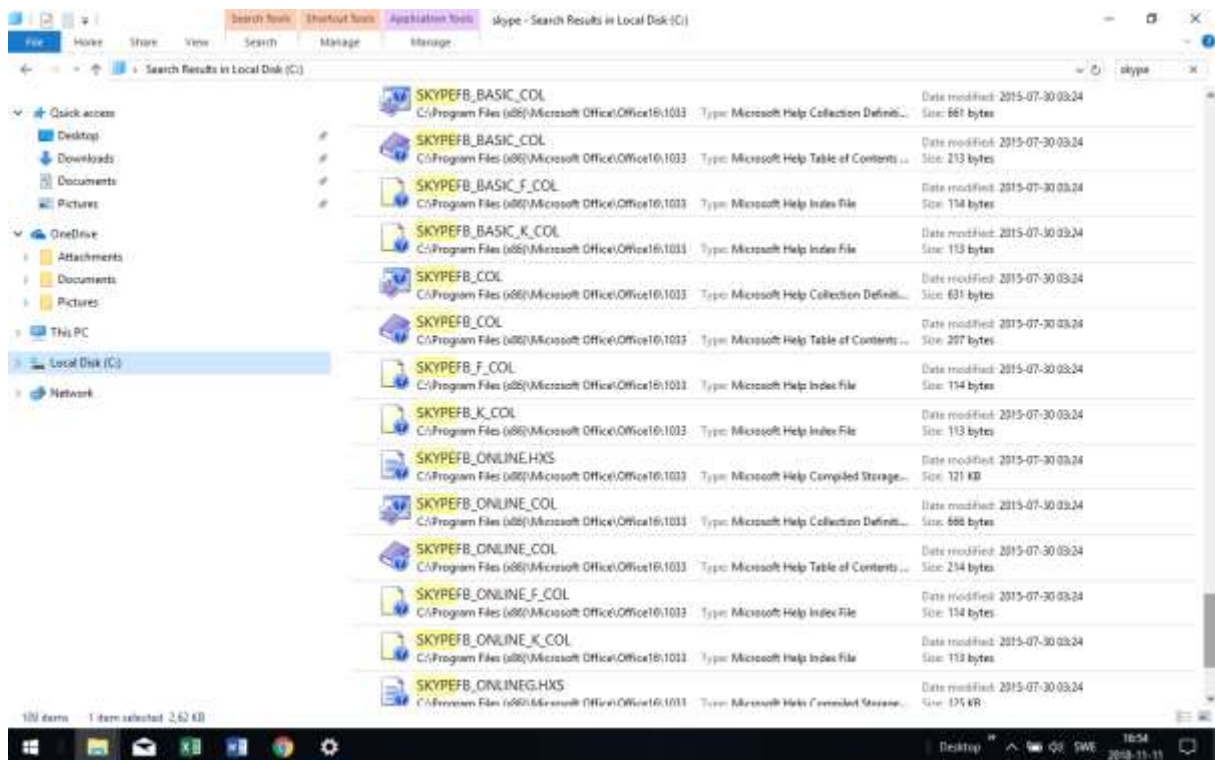 Search Tools Shortcut Tools Application Tools skype - Search Results in Local Disk (C:)
File Home Share View Search Manage Manage
Search Results in Local Disk (C:) skype
Quick access
Desktop
Downloads
Documents
Pictures
OneDrive
Attachments
Documents
Pictures
This PC
Local Disk (C:)
Network
SKYPEFB_BASIC_COL Date modified: 2015-07-30 03:24
C:\Program Files (x86)\Microsoft Office\Office16\1033 Type: Microsoft Help Collection Definiti... Size: 661 bytes
SKYPEFB_BASIC_COL Date modified: 2015-07-30 03:24
C:\Program Files (x86)\Microsoft Office\Office16\1033 Type: Microsoft Help Table of Contents ... Size: 213 bytes
SKYPEFB_BASIC_F_COL Date modified: 2015-07-30 03:24
C:\Program Files (x86)\Microsoft Office\Office16\1033 Type: Microsoft Help Index File Size: 114 bytes
SKYPEFB_BASIC_K_COL Date modified: 2015-07-30 03:24
C:\Program Files (x86)\Microsoft Office\Office16\1033 Type: Microsoft Help Index File Size: 113 bytes
SKYPEFB_COL Date modified: 2015-07-30 03:24
C:\Program Files (x86)\Microsoft Office\Office16\1033 Type: Microsoft Help Collection Definiti... Size: 631 bytes
SKYPEFB_COL Date modified: 2015-07-30 03:24
C:\Program Files (x86)\Microsoft Office\Office16\1033 Type: Microsoft Help Table of Contents ... Size: 207 bytes
SKYPEFB_F_COL Date modified: 2015-07-30 03:24
C:\Program Files (x86)\Microsoft Office\Office16\1033 Type: Microsoft Help Index File Size: 114 bytes
SKYPEFB_K_COL Date modified: 2015-07-30 03:24
C:\Program Files (x86)\Microsoft Office\Office16\1033 Type: Microsoft Help Index File Size: 113 bytes
SKYPEFB_ONLINE.HXS Date modified: 2015-07-30 03:24
C:\Program Files (x86)\Microsoft Office\Office16\1033 Type: Microsoft Help Compiled Storage... Size: 121 KB
SKYPEFB_ONLINE_COL Date modified: 2015-07-30 03:24
C:\Program Files (x86)\Microsoft Office\Office16\1033 Type: Microsoft Help Collection Definiti... Size: 666 bytes
SKYPEFB_ONLINE_COL Date modified: 2015-07-30 03:24
C:\Program Files (x86)\Microsoft Office\Office16\1033 Type: Microsoft Help Table of Contents ... Size: 214 bytes
SKYPEFB_ONLINE_F_COL Date modified: 2015-07-30 03:24
C:\Program Files (x86)\Microsoft Office\Office16\1033 Type: Microsoft Help Index File Size: 114 bytes
SKYPEFB_ONLINE_K_COL Date modified: 2015-07-30 03:24
C:\Program Files (x86)\Microsoft Office\Office16\1033 Type: Microsoft Help Index File Size: 113 bytes
SKYPEFB_ONLINEG.HXS Date modified: 2015-07-30 03:24
C:\Program Files (x86)\Microsoft Office\Office16\1033 Type: Microsoft Help Compiled Storage... Size: 125 KB
items 1 item selected 2,62 KB
Desktop SWE 16:54
2018-11-11